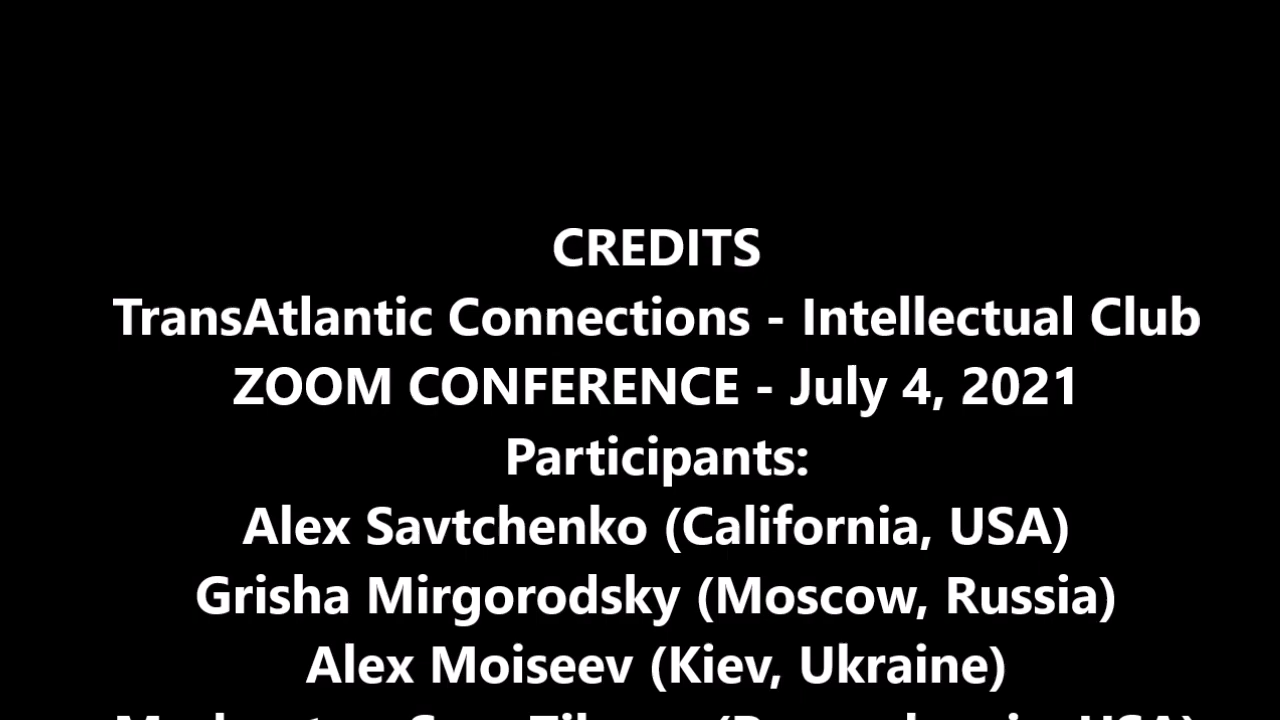 CREDITS
TransAtlantic Connections - Intellectual Club
ZOOM CONFERENCE - July 4, 2021
Participants:
Alex Savtchenko (California, USA)
Grisha Mirgorodsky (Moscow, Russia)
Alex Moiseev (Kiev, Ukraine)